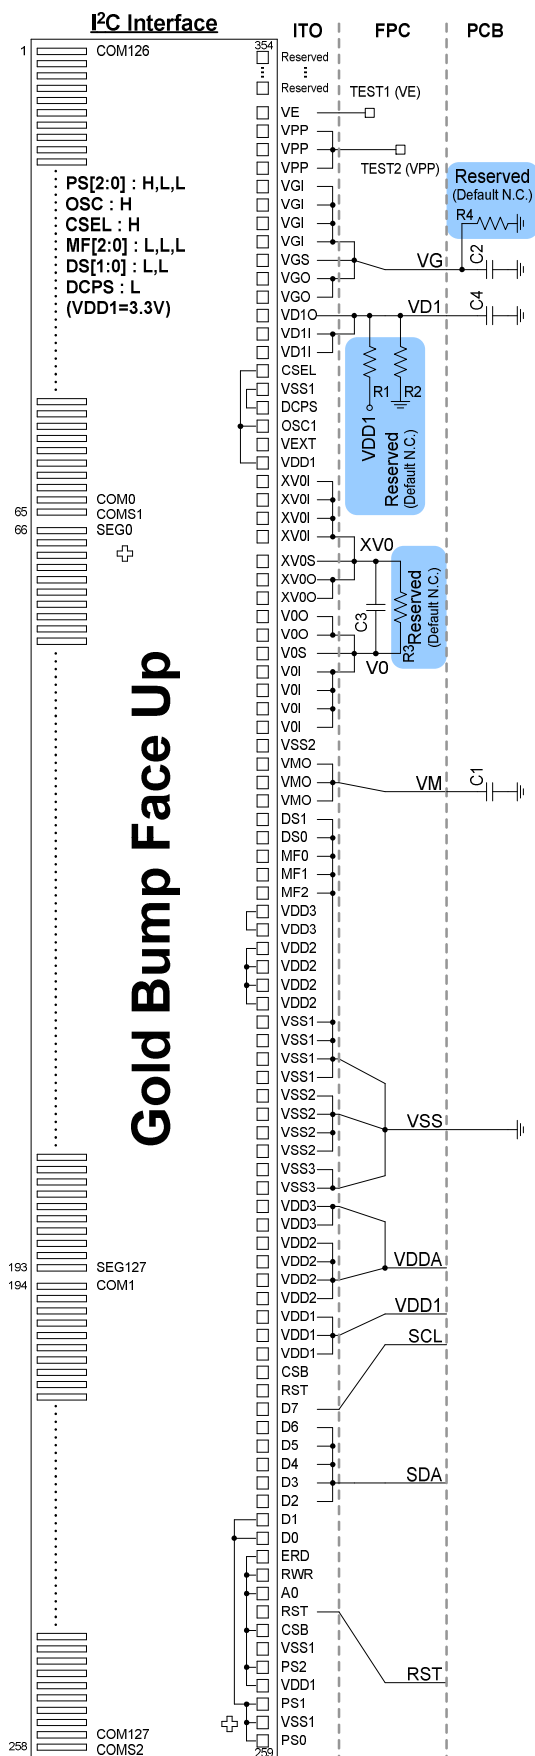 I²C Interface
ITO FPC PCB
354
1 COM126
Reserved
Reserved
TEST1 (VE)
VE
VPP
VPP
VPP
TEST2 (VPP)
Reserved
(Default N.C.)
R4
PS[2:0] : H,L,L
OSC : H
CSEL : H
MF[2:0] : L,L,L
DS[1:0] : L,L
DCPS : L
(VDD1=3.3V)
VGI
VGI
VGI
VGI
VGS
VG
C2
VGO
VGO
VD1O
VD1
C4
VD1I
VD1I
CSEL
VSS1
DCPS
OSC1
VEXT
VDD1
R1
R2
VDD1
Reserved
(Default N.C.)
COM0
65 COMS1
66 SEG0
XV0I
XV0I
XV0I
XV0I
XV0
XV0S
XV0O
XV0O
C3
R3
Reserved
(Default N.C.)
V0O
V0O
V0S
V0
V0I
V0I
V0I
V0I
VSS2
Gold Bump Face Up
VMO
VMO
VM
C1
VMO
DS1
DS0
MF0
MF1
MF2
VDD3
VDD3
VDD2
VDD2
VDD2
VDD2
VSS1
VSS1
VSS1
VSS1
VSS2
VSS2
VSS
VSS2
VSS2
VSS3
VSS3
VDD3
VDD3
VDD2
VDD2
VDDA
VDD2
VDD2
193 SEG127
194 COM1
VDD1
VDD1
VDD1
VDD1
SCL
CSB
RST
D7
D6
D5
D4
D3
SDA
D2
D1
D0
ERD
RWR
A0
RST
CSB
VSS1
PS2
RST
VDD1
PS1
VSS1
PS0
COM127
258 COMS2
259